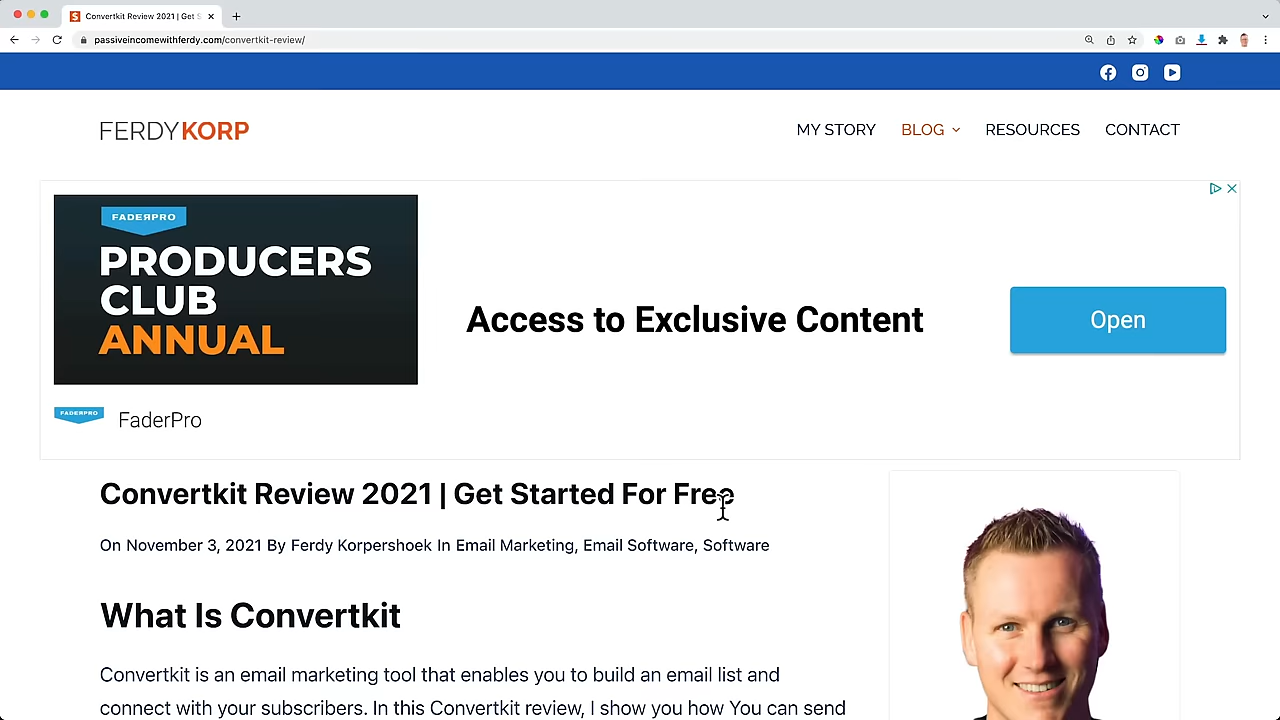 Convertkit Review 2021 | Get S
passiveincomewithferdy.com/convertkit-review/
FERDYKORP
MY STORY
BLOG
RESOURCES
CONTACT
FADERPRO
PRODUCERS
CLUB
ANNUAL
Access to Exclusive Content
Open
FADERPRO
FaderPro
Convertkit Review 2021 | Get Started For Free
On November 3, 2021 By Ferdy Korpershoek In Email Marketing, Email Software, Software
What Is Convertkit
Convertkit is an email marketing tool that enables you to build an email list and
connect with your subscribers. In this Convertkit review, I show you how You can send